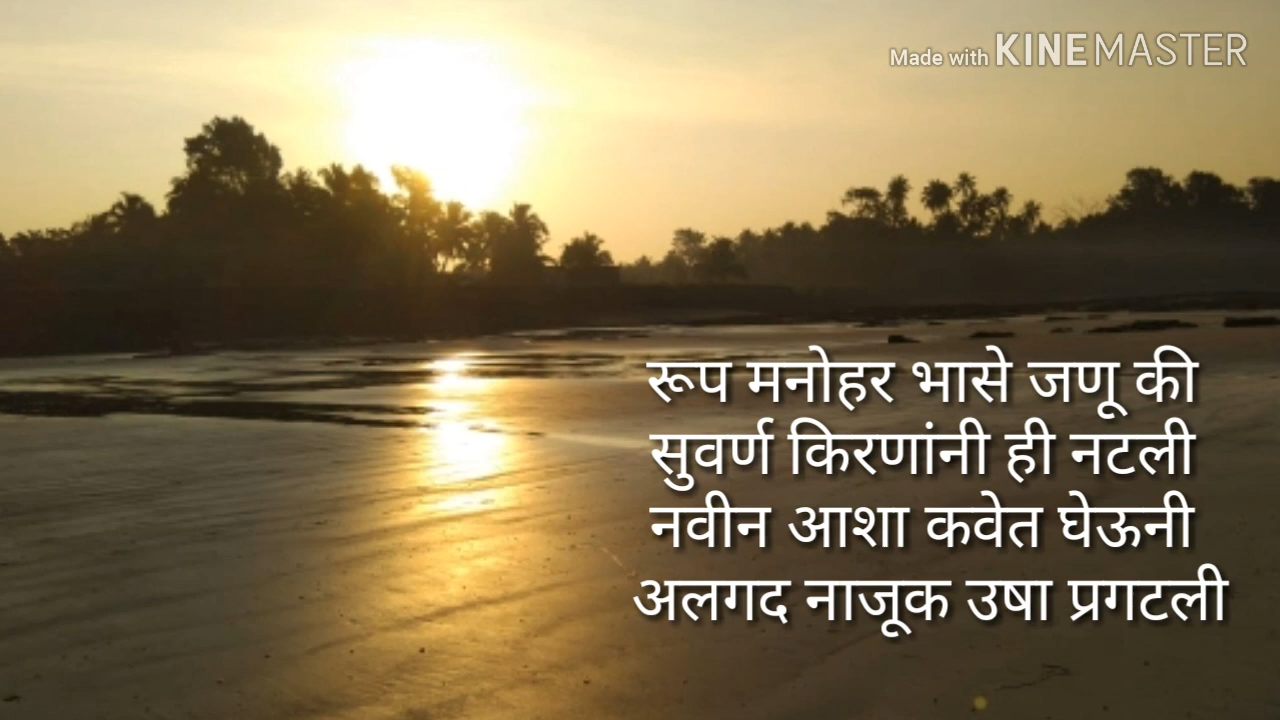 Made with KINEMASTER
रूप मनोहर भासे जणू की
सुवर्ण किरणांनी ही नटली
नवीन आशा कवेत घेऊनी
अलगद नाजूक उषा प्रगटली